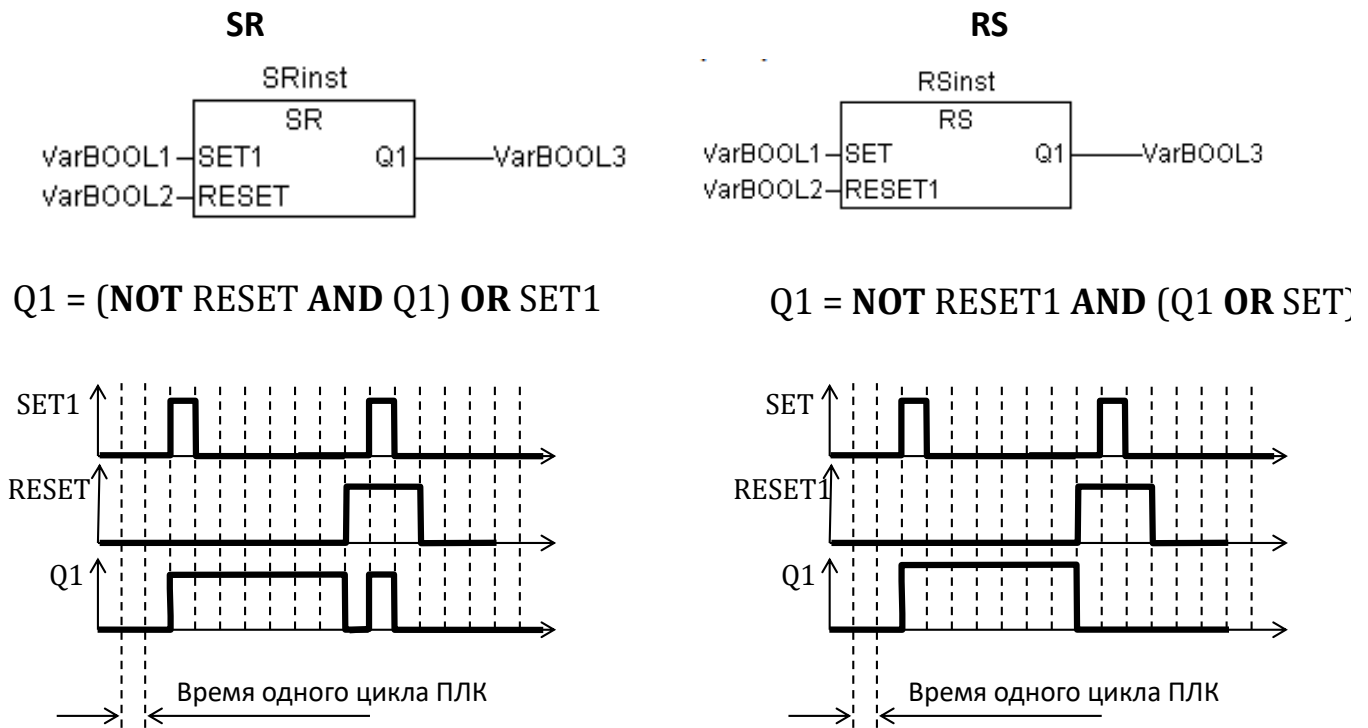 SR
SRinst
SR
VarBOOL1 SET1 Q1 VarBOOL3
VarBOOL2 RESET
Q1 = (NOT RESET AND Q1) OR SET1
SET1
RESET
Q1
Время одного цикла ПЛК
RS
RSinst
RS
VarBOOL1 SET Q1 VarBOOL3
VarBOOL2 RESET1
Q1 = NOT RESET1 AND (Q1 OR SET)
SET
RESET1
Q1
Время одного цикла ПЛК